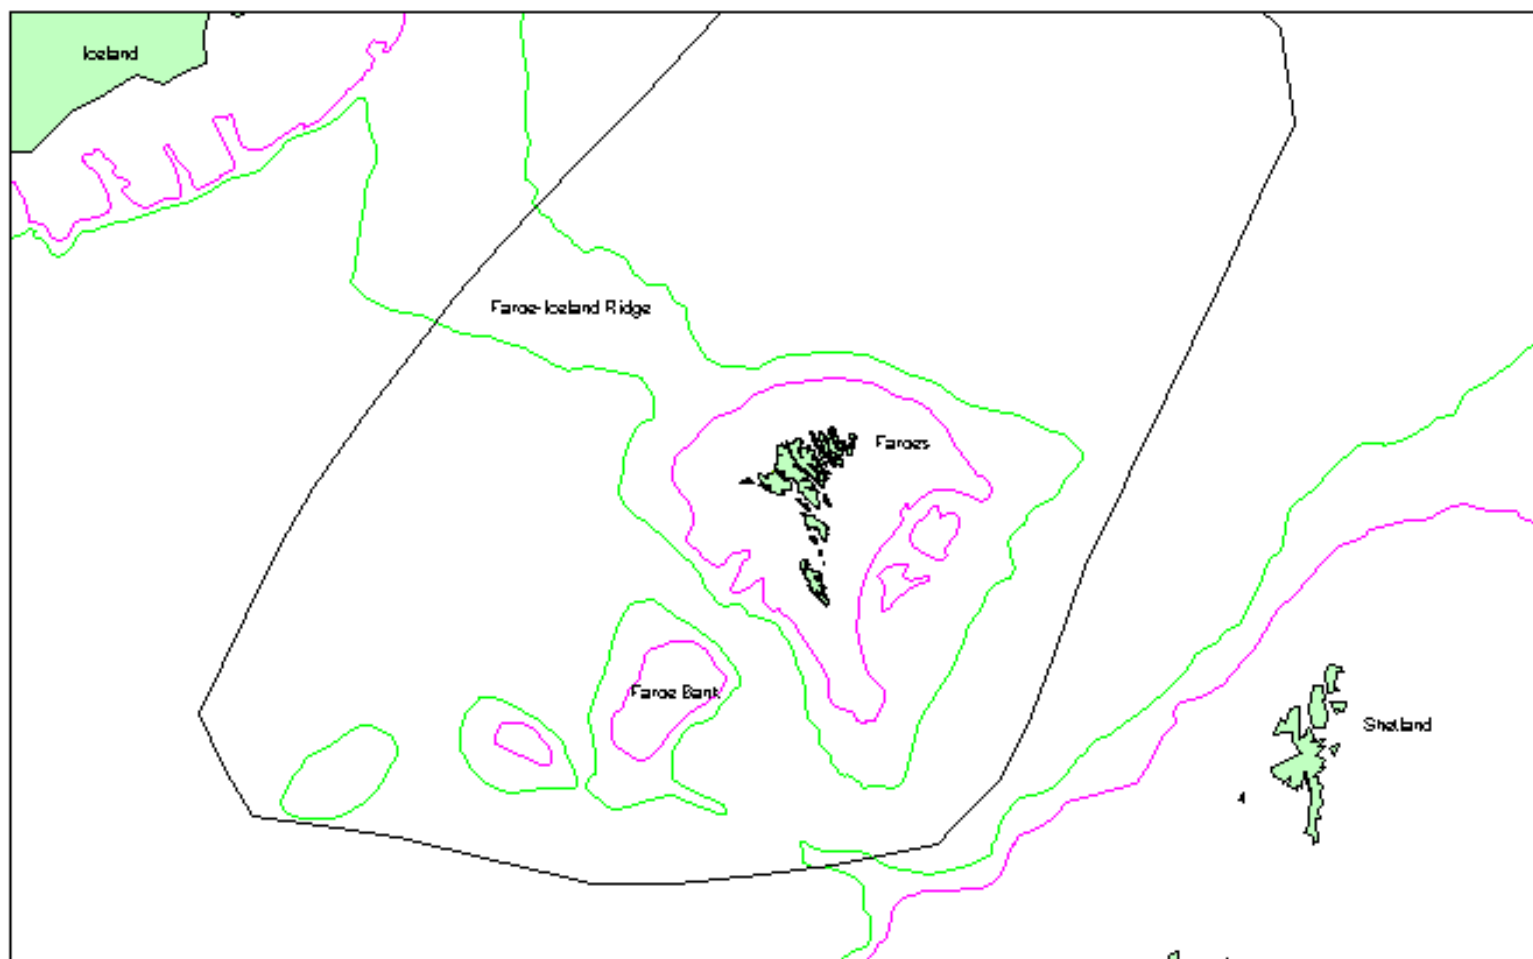 Iceland
Faroe-Iceland Ridge
Faroes
Faroe Bank
Shetland